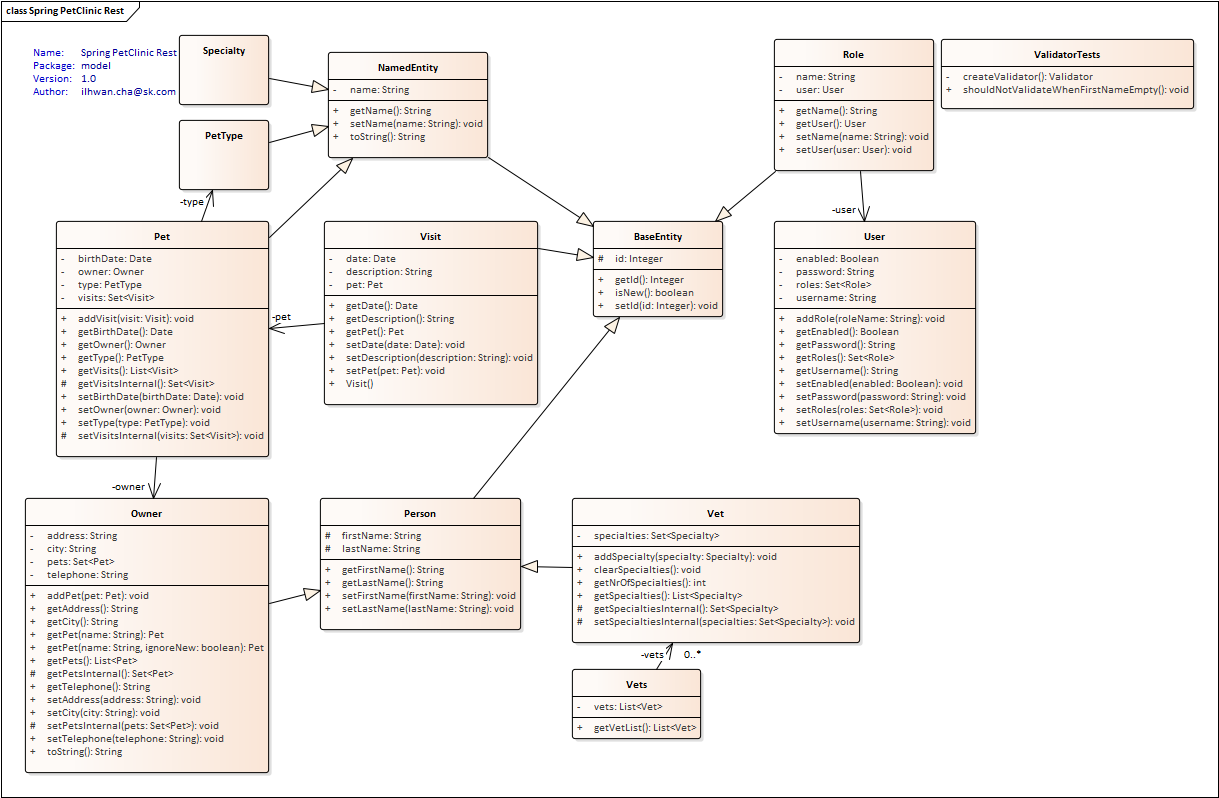 class Spring PetClinic Rest
Name: Spring PetClinic Rest
Package: model
Version: 1.0
Author: ilhwan.cha@sk.com
Specialty
PetType
NamedEntity
- name: String
+ getName(): String
+ setName(name: String): void
+ toString(): String
Role
- name: String
- user: User
+ getName(): String
+ getUser(): User
+ setName(name: String): void
+ setUser(user: User): void
ValidatorTests
- createValidator(): Validator
+ shouldNotValidateWhenFirstNameEmpty(): void
-type
-user
Pet
- birthDate: Date
- owner: Owner
- type: PetType
- visits: Set<Visit>
+ addVisit(visit: Visit): void
+ getBirthDate(): Date
+ getOwner(): Owner
+ getType(): PetType
+ getVisits(): List<Visit>
# getVisitsInternal(): Set<Visit>
+ setBirthDate(birthDate: Date): void
+ setOwner(owner: Owner): void
+ setType(type: PetType): void
# setVisitsInternal(visits: Set<Visit>): void
-pet
Visit
- date: Date
- description: String
- pet: Pet
+ getDate(): Date
+ getDescription(): String
+ getPet(): Pet
+ setDate(date: Date): void
+ setDescription(description: String): void
+ setPet(pet: Pet): void
+ Visit()
BaseEntity
# id: Integer
+ getId(): Integer
+ isNew(): boolean
+ setId(id: Integer): void
User
- enabled: Boolean
- password: String
- roles: Set<Role>
- username: String
+ addRole(roleName: String): void
+ getEnabled(): Boolean
+ getPassword(): String
+ getRoles(): Set<Role>
+ getUsername(): String
+ setEnabled(enabled: Boolean): void
+ setPassword(password: String): void
+ setRoles(roles: Set<Role>): void
+ setUsername(username: String): void
-owner
Owner
- address: String
- city: String
- pets: Set<Pet>
- telephone: String
+ addPet(pet: Pet): void
+ getAddress(): String
+ getCity(): String
+ getPet(name: String): Pet
+ getPet(name: String, ignoreNew: boolean): Pet
+ getPets(): List<Pet>
# getPetsInternal(): Set<Pet>
+ getTelephone(): String
+ setAddress(address: String): void
+ setCity(city: String): void
# setPetsInternal(pets: Set<Pet>): void
+ setTelephone(telephone: String): void
+ toString(): String
Person
# firstName: String
# lastName: String
+ getFirstName(): String
+ getLastName(): String
+ setFirstName(firstName: String): void
+ setLastName(lastName: String): void
Vet
- specialties: Set<Specialty>
+ addSpecialty(specialty: Specialty): void
+ clearSpecialties(): void
+ getNrOfSpecialties(): int
+ getSpecialties(): List<Specialty>
# getSpecialtiesInternal(): Set<Specialty>
# setSpecialtiesInternal(specialties: Set<Specialty>): void
-vets 0..*
Vets
- vets: List<Vet>
+ getVetList(): List<Vet>